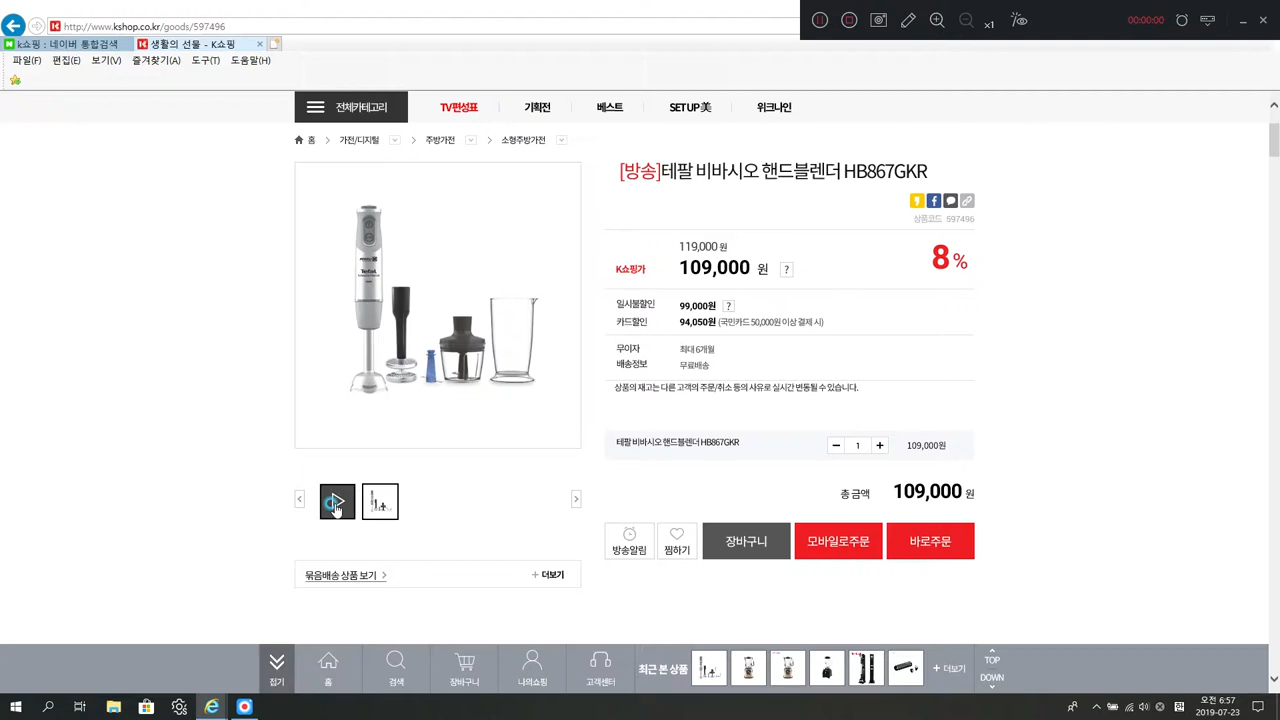 http://www.kshop.co.kr/goods/597496
×1
00:00:00
k쇼핑 : 네이버 통합검색
생활의 선물 - K쇼핑
파일(F) 편집(E) 보기(V) 즐겨찾기(A) 도구(T) 도움말(H)
전체카테고리 TV편성표 기획전 베스트 SETUP美 위크나인
홈 가전/디지털 주방가전 소형주방가전
[방송]테팔 비바시오 핸드블렌더 HB867GKR
상품코드 597496
119,000 원
K쇼핑가 109,000 원 ?
8 %
일시불할인 99,000원 ?
카드할인 94,050원 (국민카드 50,000원 이상 결제 시)
무이자 최대 6개월
배송정보 무료배송
상품의 재고는 다른 고객의 주문/취소 등의 사유로 실시간 변동될 수 있습니다.
테팔 비바시오 핸드블렌더 HB867GKR 1 109,000원
총 금액 109,000 원
방송알림 찜하기 장바구니 모바일로주문 바로주문
묶음배송 상품 보기 + 더보기
접기 홈 검색 장바구니 나의쇼핑 고객센터 최근 본 상품 + 더보기
TOP
DOWN
오전 6:57
2019-07-23
Tefal